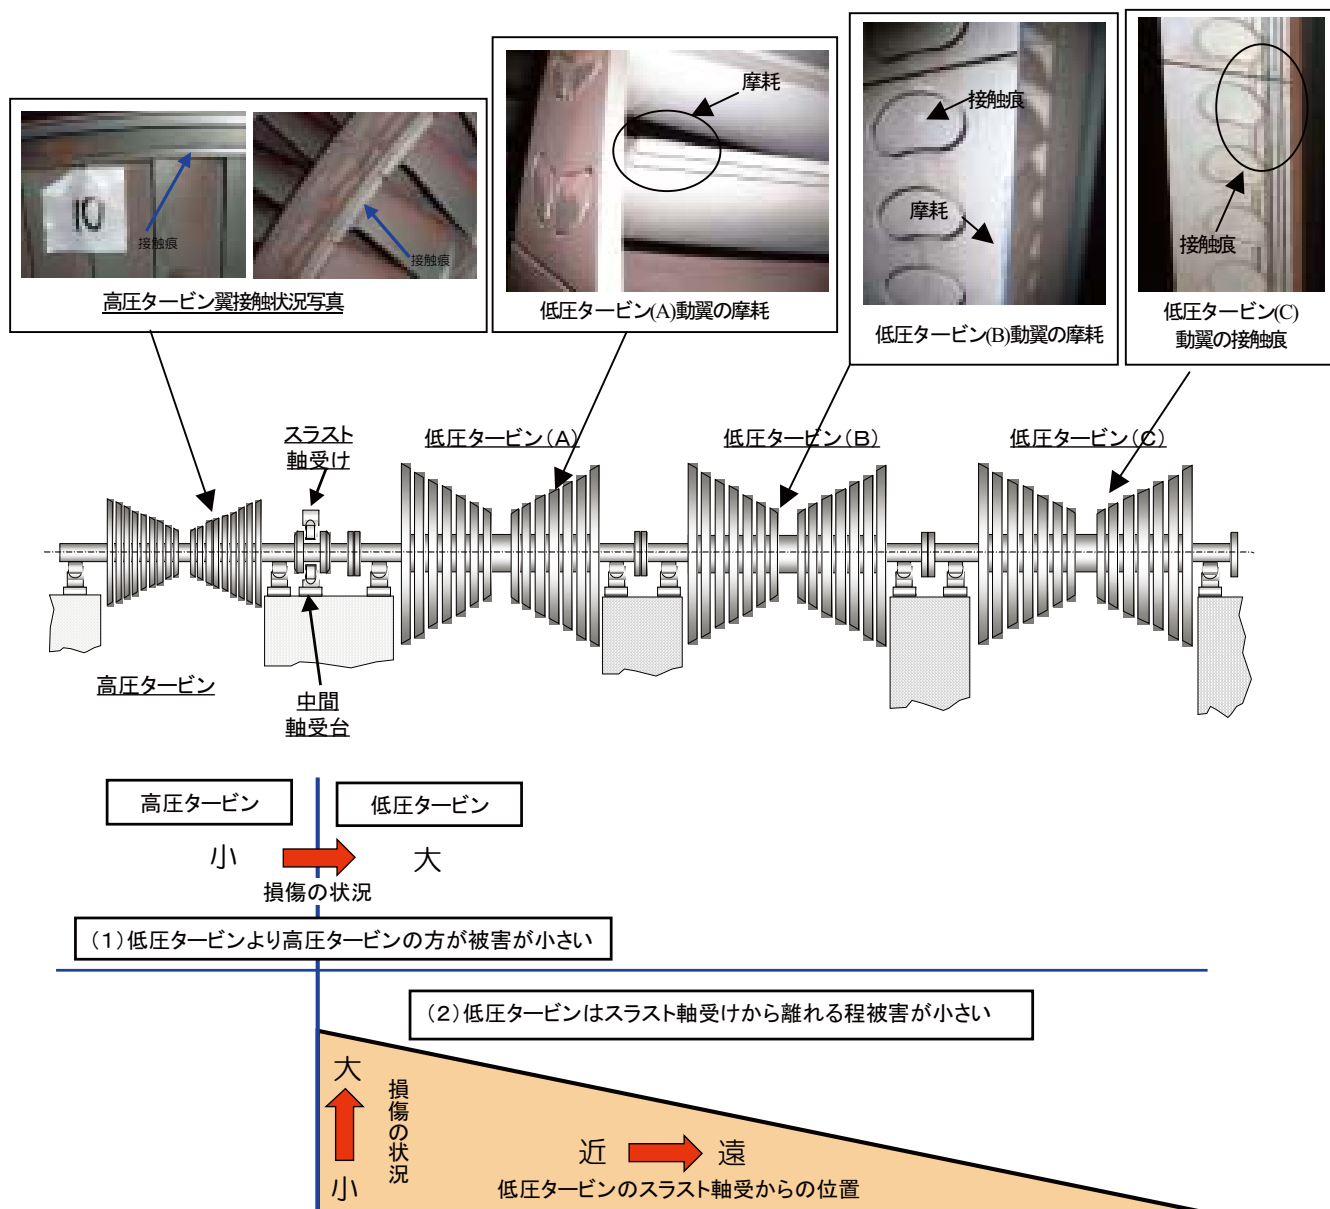 10
接触痕
接触痕
高圧タービン翼接触状況写真
摩耗
低圧タービン(A)動翼の摩耗
接触痕
摩耗
低圧タービン(B)動翼の摩耗
接触痕
低圧タービン(C)
動翼の接触痕
スラスト
軸受け
低圧タービン(A)
低圧タービン(B)
低圧タービン(C)
高圧タービン
中間
軸受台
高圧タービン
低圧タービン
小
大
損傷の状況
(1)低圧タービンより高圧タービンの方が被害が小さい
(2)低圧タービンはスラスト軸受けから離れる程被害が小さい
大
損傷の状況
小
近
遠
低圧タービンのスラスト軸受からの位置